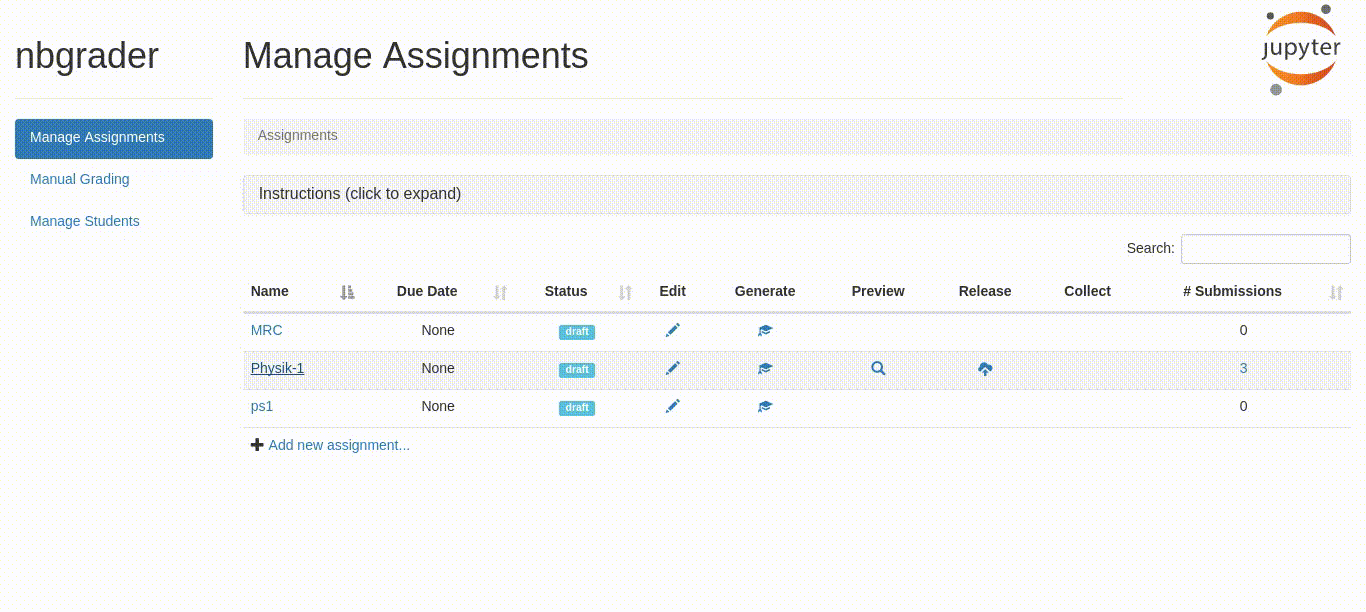 nbgrader
Manage Assignments
jupyter
Manage Assignments
Manual Grading
Manage Students
Assignments
Instructions (click to expand)
Search:
Name Due Date Status Edit Generate Preview Release Collect # Submissions
MRC None draft 0
Physik-1 None draft 3
ps1 None draft 0
Add new assignment...